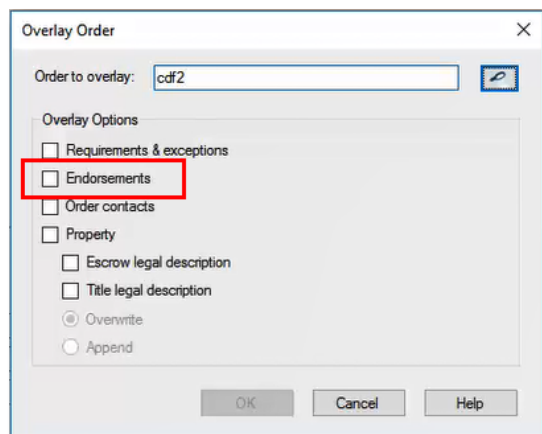 Overlay Order
Order to overlay: cdf2
Overlay Options
Requirements & exceptions
Endorsements
Order contacts
Property
Escrow legal description
Title legal description
Overwrite
Append
OK Cancel Help